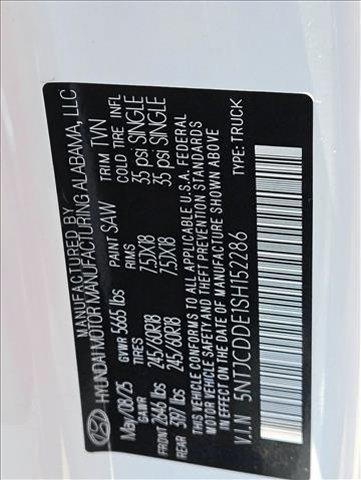 MANUFACTURED BY
HYUNDAI MOTOR MANUFACTURING ALABAMA, LLC
May/08/25 PAINT SAW TRIM TVN
GVWR 5665 lbs
GAWR TIRES RIMS COLD TIRE INFL
FRONT 2646 lbs 245/60R18 7.5JX18 35 psi SINGLE
REAR 3197 lbs 245/60R18 7.5JX18 35 psi SINGLE
THIS VEHICLE CONFORMS TO ALL APPLICABLE U.S.A. FEDERAL
MOTOR VEHICLE SAFETY AND THEFT PREVENTION STANDARDS
IN EFFECT ON THE DATE OF MANUFACTURE SHOWN ABOVE.
V.I.N 5NTJCDDE1SH152286 TYPE: TRUCK